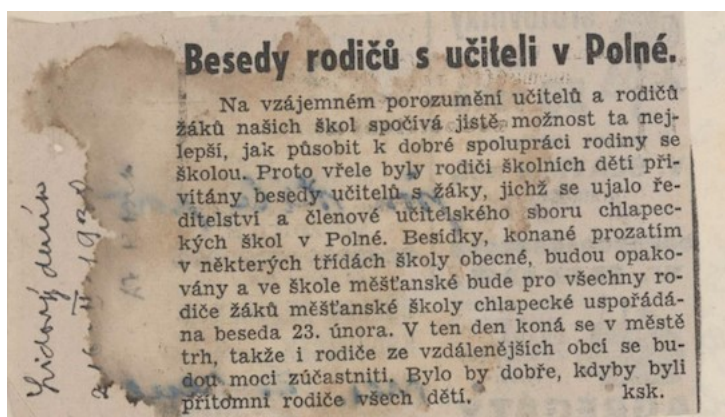 Besedy rodičů s učiteli v Polné.
Na vzájemném porozumění učitelů a rodičů
žáků našich škol spočívá jistě možnost ta nej-
lepší, jak působit k dobré spolupráci rodiny se
školou. Proto vřele byly rodiči školních dětí při-
vítány besedy učitelů s žáky, jichž se ujalo ře-
ditelství a členové učitelského sboru chlapec-
kých škol v Polné. Besídky, konané prozatím
v některých třídách školy obecné, budou opako-
vány a ve škole měšťanské bude pro všechny ro-
diče žáků měšťanské školy chlapecké uspořádá-
na beseda 23. února. V ten den koná se v městě
trh, takže i rodiče ze vzdálenějších obcí se bu-
dou moci zúčastniti. Bylo by dobře, kdyby byli
přítomni rodiče všech dětí. ksk.
Lidový deník